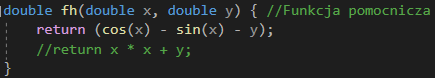 double fh(double x, double y) { //Funkcja pomocnicza
return (cos(x) - sin(x) - y);
//return x * x + y;
}